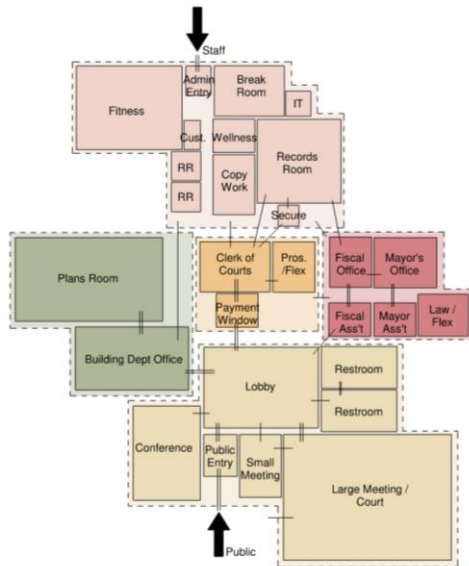 Staff
Admin
Entry
Break
Room
Fitness
IT
Cust.
Wellness
Records
Room
RR
Copy
Work
RR
Secure
Clerk of
Courts
Pros.
/Flex
Fiscal
Office
Mayor's
Office
Plans Room
Payment
Window
Fiscal
Ass't
Mayor
Ass't
Law /
Flex
Building Dept Office
Lobby
Restroom
Restroom
Conference
Public
Entry
Small
Meeting
Large Meeting /
Court
Public